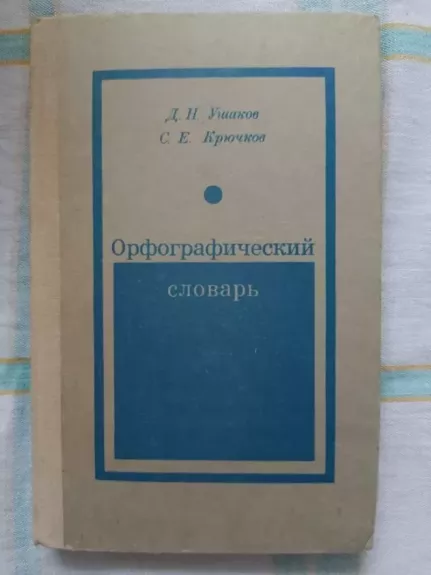 Д. Н Ушаков
С. Е. Крючков
Орфографический
словарь